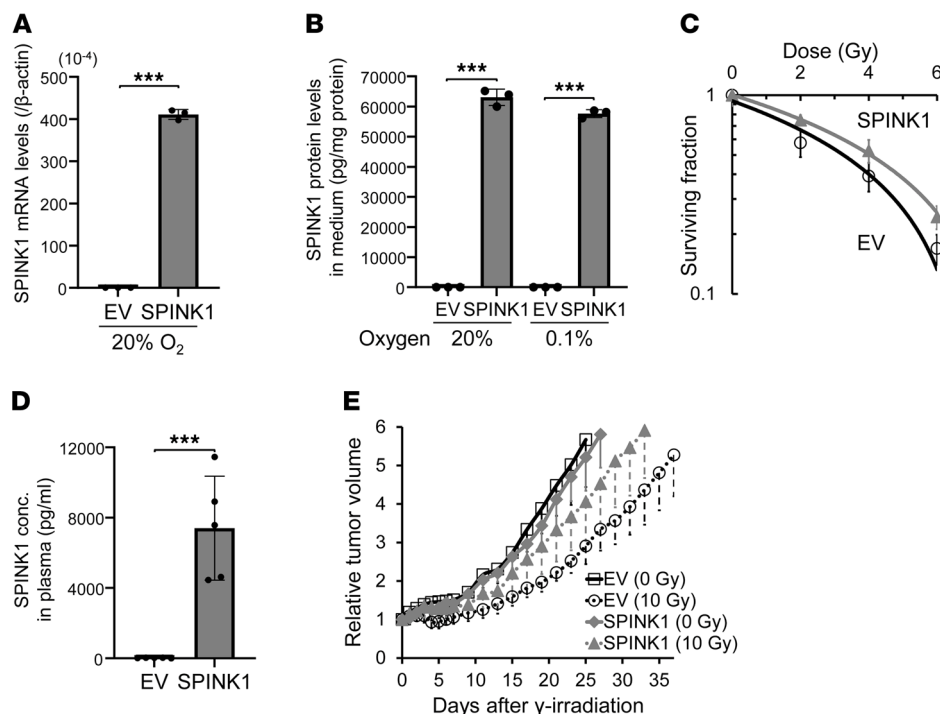 A
(10⁻⁴)
SPINK1 mRNA levels (/β-actin)
500
400
200
0
***
EV SPINK1
20% O₂
B
SPINK1 protein levels
in medium (pg/mg protein)
70000
60000
50000
40000
30000
20000
10000
0
***
***
EV SPINK1 EV SPINK1
Oxygen 20% 0.1%
C
Dose (Gy)
0 2 4 6
Surviving fraction
1
0.1
SPINK1
EV
D
SPINK1 conc.
in plasma (pg/ml)
12000
8000
4000
0
***
EV SPINK1
E
Relative tumor volume
6
5
4
3
2
1
0
EV (0 Gy)
EV (10 Gy)
SPINK1 (0 Gy)
SPINK1 (10 Gy)
0 5 10 15 20 25 30 35
Days after γ-irradiation